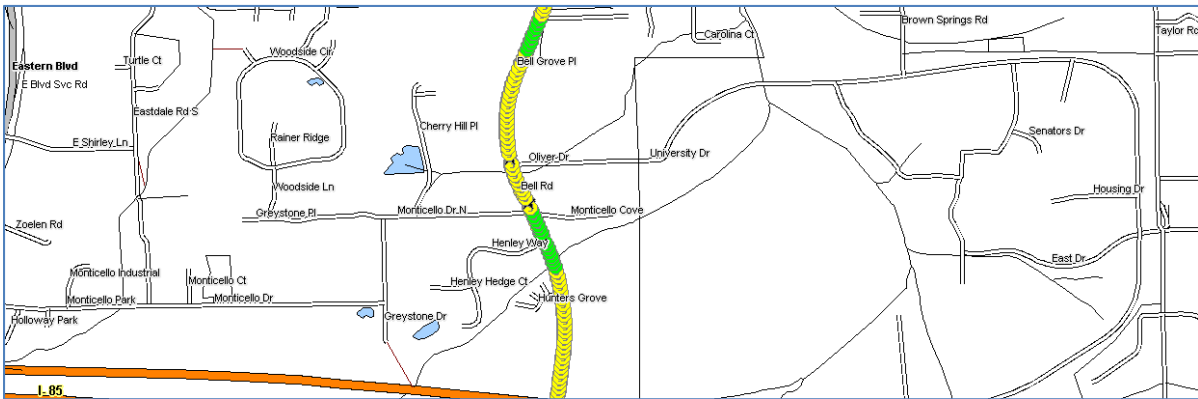 Brown Springs Rd
Taylor Rd
Carolina Ct
Woodside Cir
Turtle Ct
Bell Grove Pl
Eastern Blvd
E Blvd Svc Rd
Eastdale Rd S
Cherry Hill Pl
Rainer Ridge
Senators Dr
E Shirley Ln
University Dr
Oliver Dr
Woodside Ln
Bell Rd
Housing Dr
Greystone Pl
Monticello Dr N
Monticello Cove
Zoelen Rd
Henley Way
East Dr
Monticello Industrial
Monticello Ct
Henley Hedge Ct
Monticello Park
Monticello Dr
Hunters Grove
Holloway Park
Greystone Dr
I-85